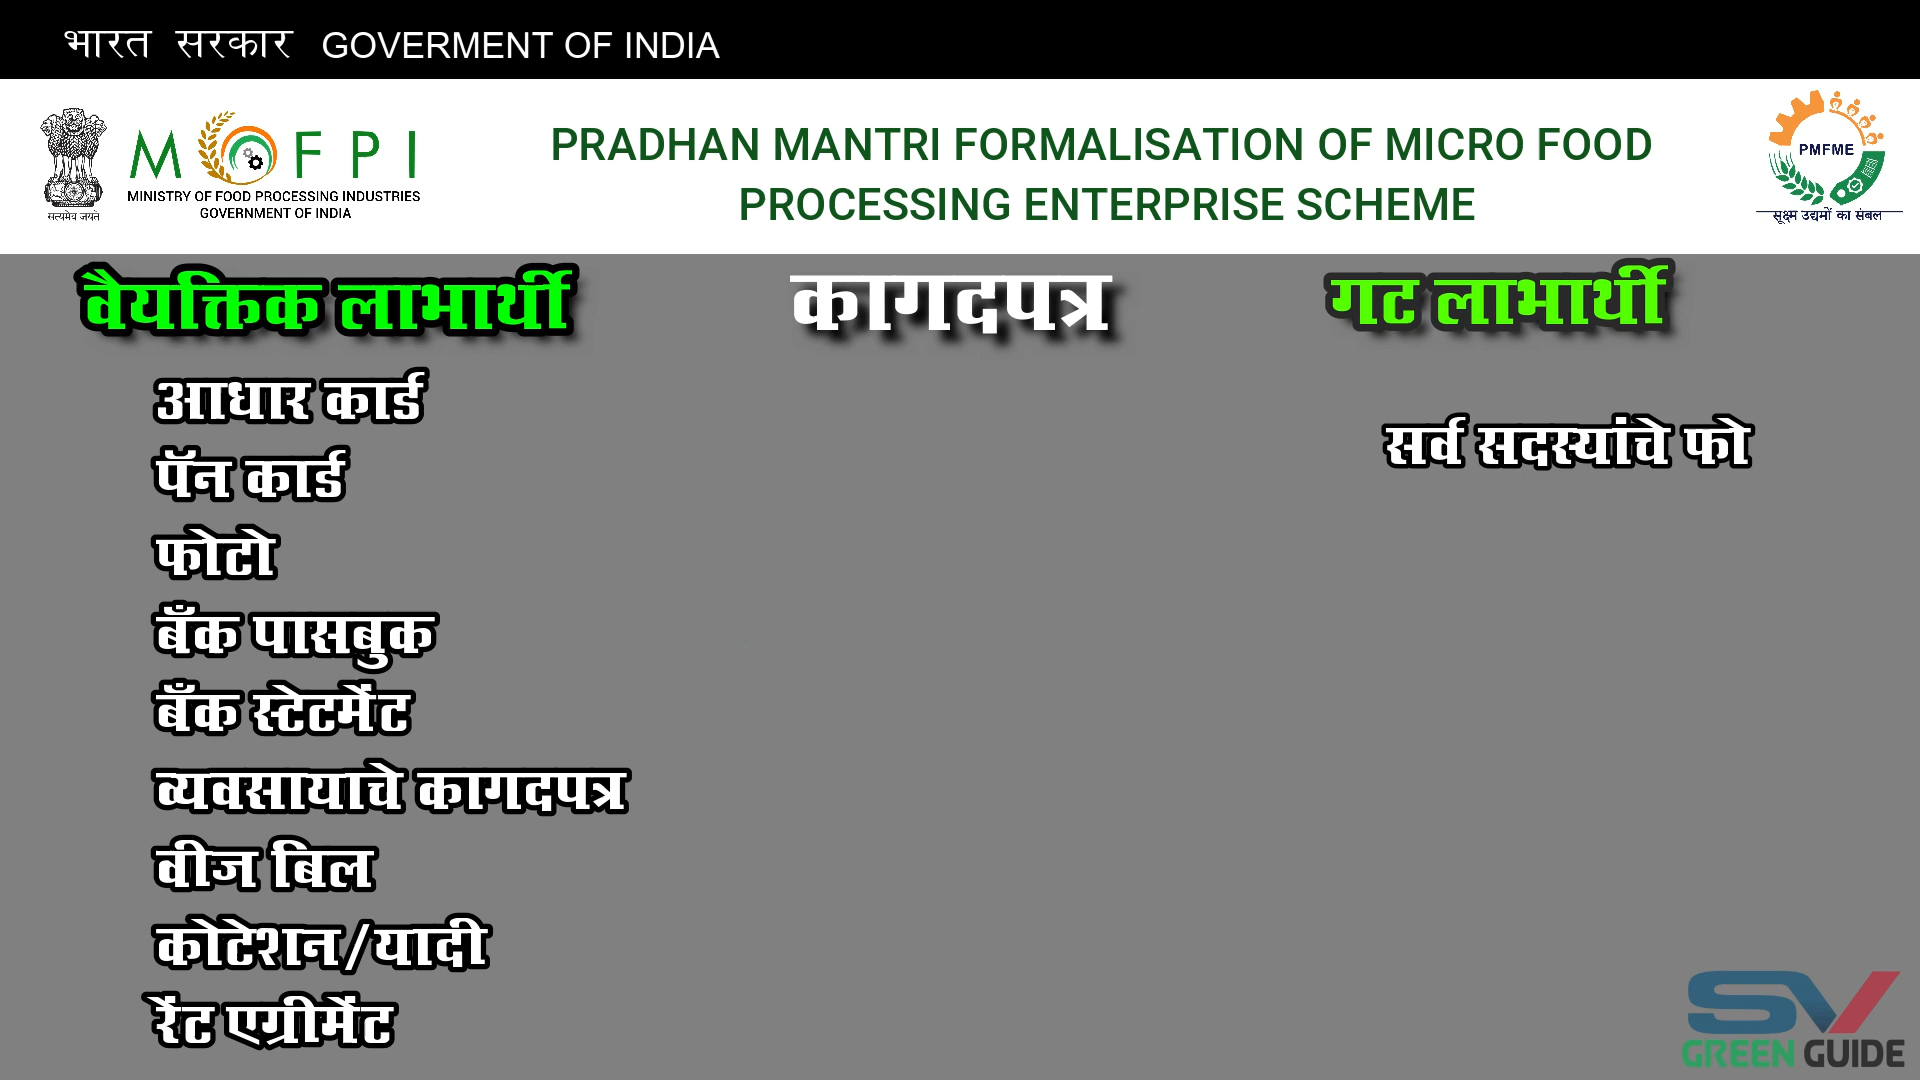 भारत सरकार GOVERMENT OF INDIA
सत्यमेव जयते
M FPI
MINISTRY OF FOOD PROCESSING INDUSTRIES
GOVERNMENT OF INDIA
PRADHAN MANTRI FORMALISATION OF MICRO FOOD
PROCESSING ENTERPRISE SCHEME
PMFME
सूक्ष्म उद्यमों का संबल
वैयक्तिक लाभार्थी
कागदपत्र
गट लाभार्थी
आधार कार्ड
पॅन कार्ड
फोटो
बँक पासबुक
बँक स्टेटमेंट
व्यवसायाचे कागदपत्र
वीज बिल
कोटेशन/यादी
रेंट एग्रीमेंट
सर्व सदस्यांचे फो
SV
GREEN GUIDE